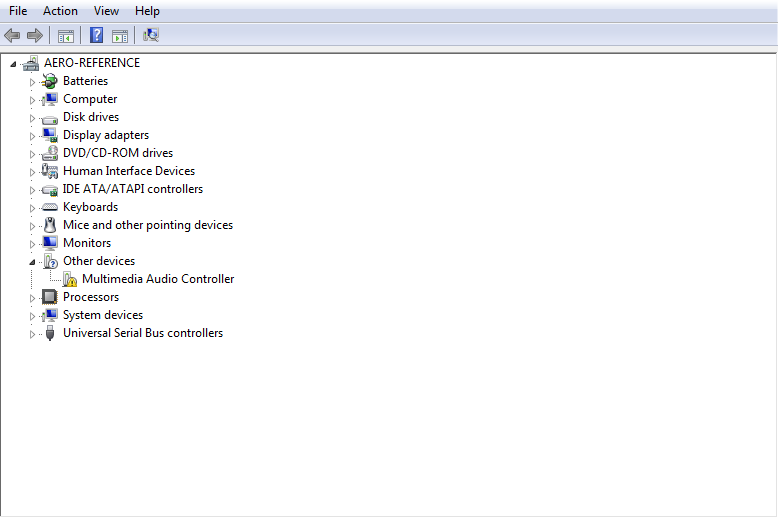 File Action View Help
AERO-REFERENCE
Batteries
Computer
Disk drives
Display adapters
DVD/CD-ROM drives
Human Interface Devices
IDE ATA/ATAPI controllers
Keyboards
Mice and other pointing devices
Monitors
Other devices
Multimedia Audio Controller
Processors
System devices
Universal Serial Bus controllers